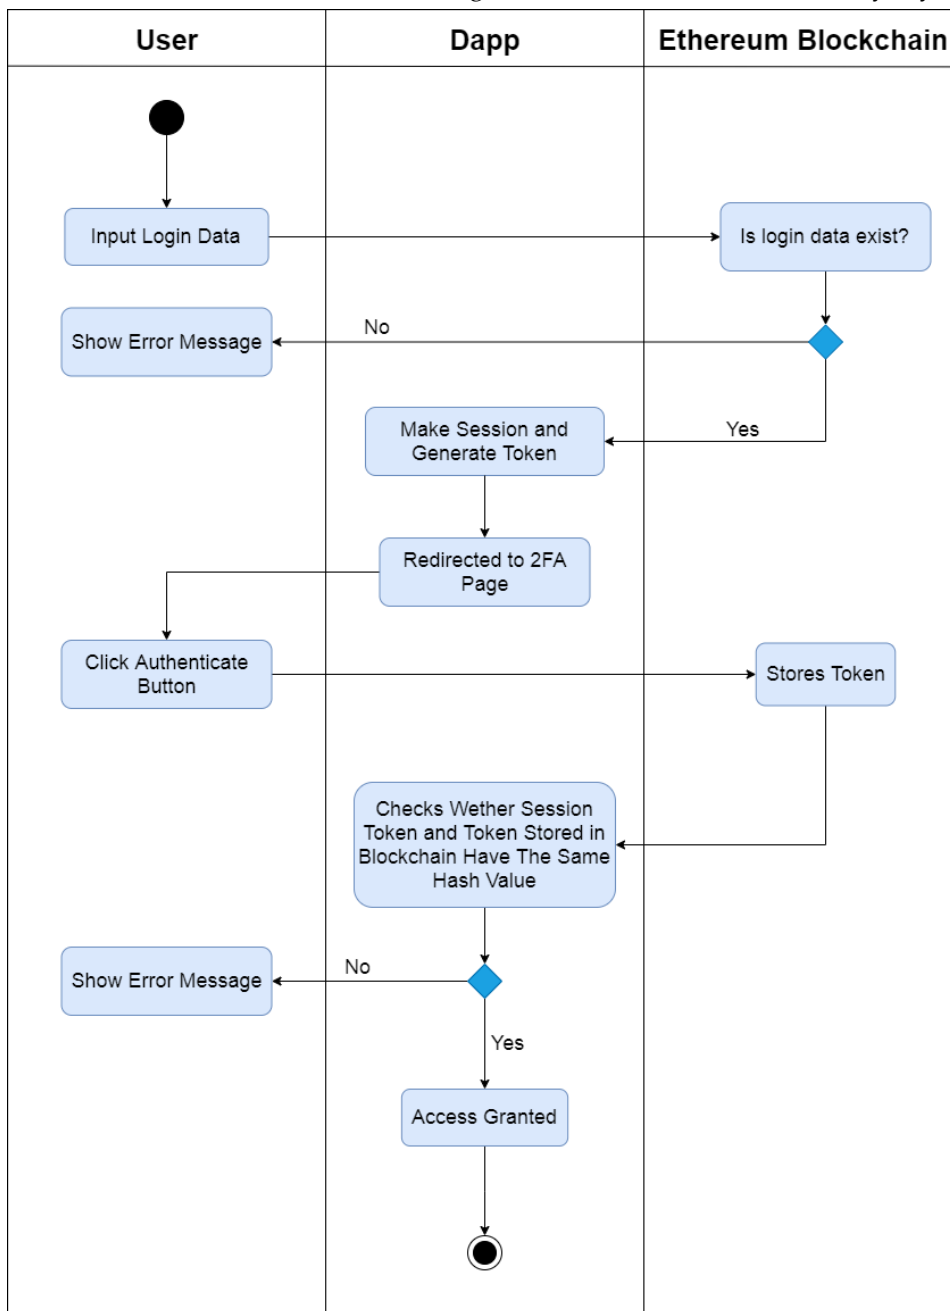 User
Dapp
Ethereum Blockchain
Input Login Data
Is login data exist?
Show Error Message
No
Make Session and
Generate Token
Yes
Redirected to 2FA
Page
Click Authenticate
Button
Stores Token
Checks Wether Session
Token and Token Stored in
Blockchain Have The Same
Hash Value
Show Error Message
No
Yes
Access Granted